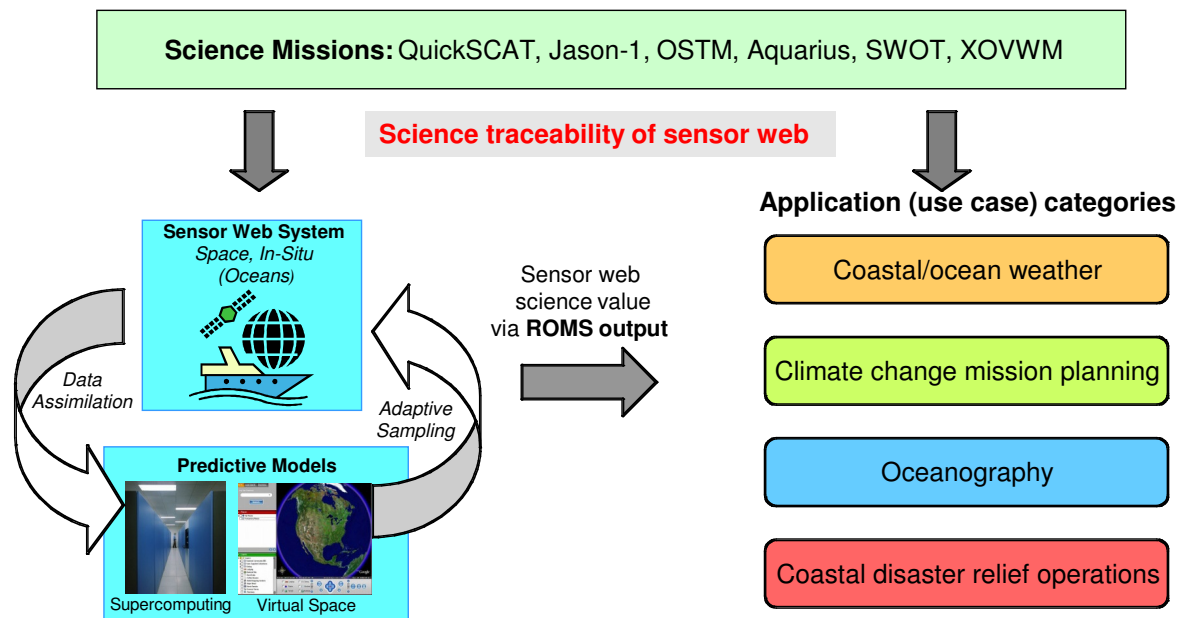 Science Missions: QuickSCAT, Jason-1, OSTM, Aquarius, SWOT, XOVWM
Science traceability of sensor web
Sensor Web System
Space, In-Situ
(Oceans)
Data
Assimilation
Adaptive
Sampling
Predictive Models
Supercomputing
Virtual Space
Sensor web
science value
via ROMS output
Application (use case) categories
Coastal/ocean weather
Climate change mission planning
Oceanography
Coastal disaster relief operations